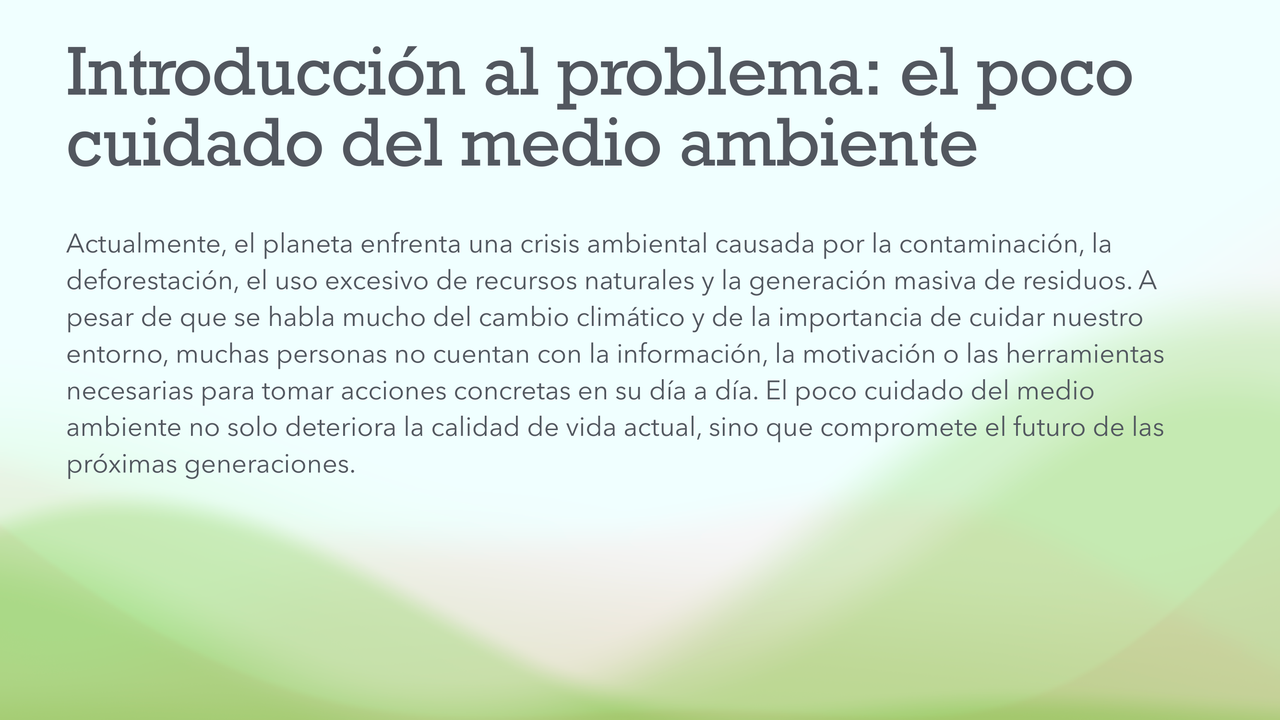 Introducción al problema: el poco
cuidado del medio ambiente
Actualmente, el planeta enfrenta una crisis ambiental causada por la contaminación, la
deforestación, el uso excesivo de recursos naturales y la generación masiva de residuos. A
pesar de que se habla mucho del cambio climático y de la importancia de cuidar nuestro
entorno, muchas personas no cuentan con la información, la motivación o las herramientas
necesarias para tomar acciones concretas en su día a día. El poco cuidado del medio
ambiente no solo deteriora la calidad de vida actual, sino que compromete el futuro de las
próximas generaciones.